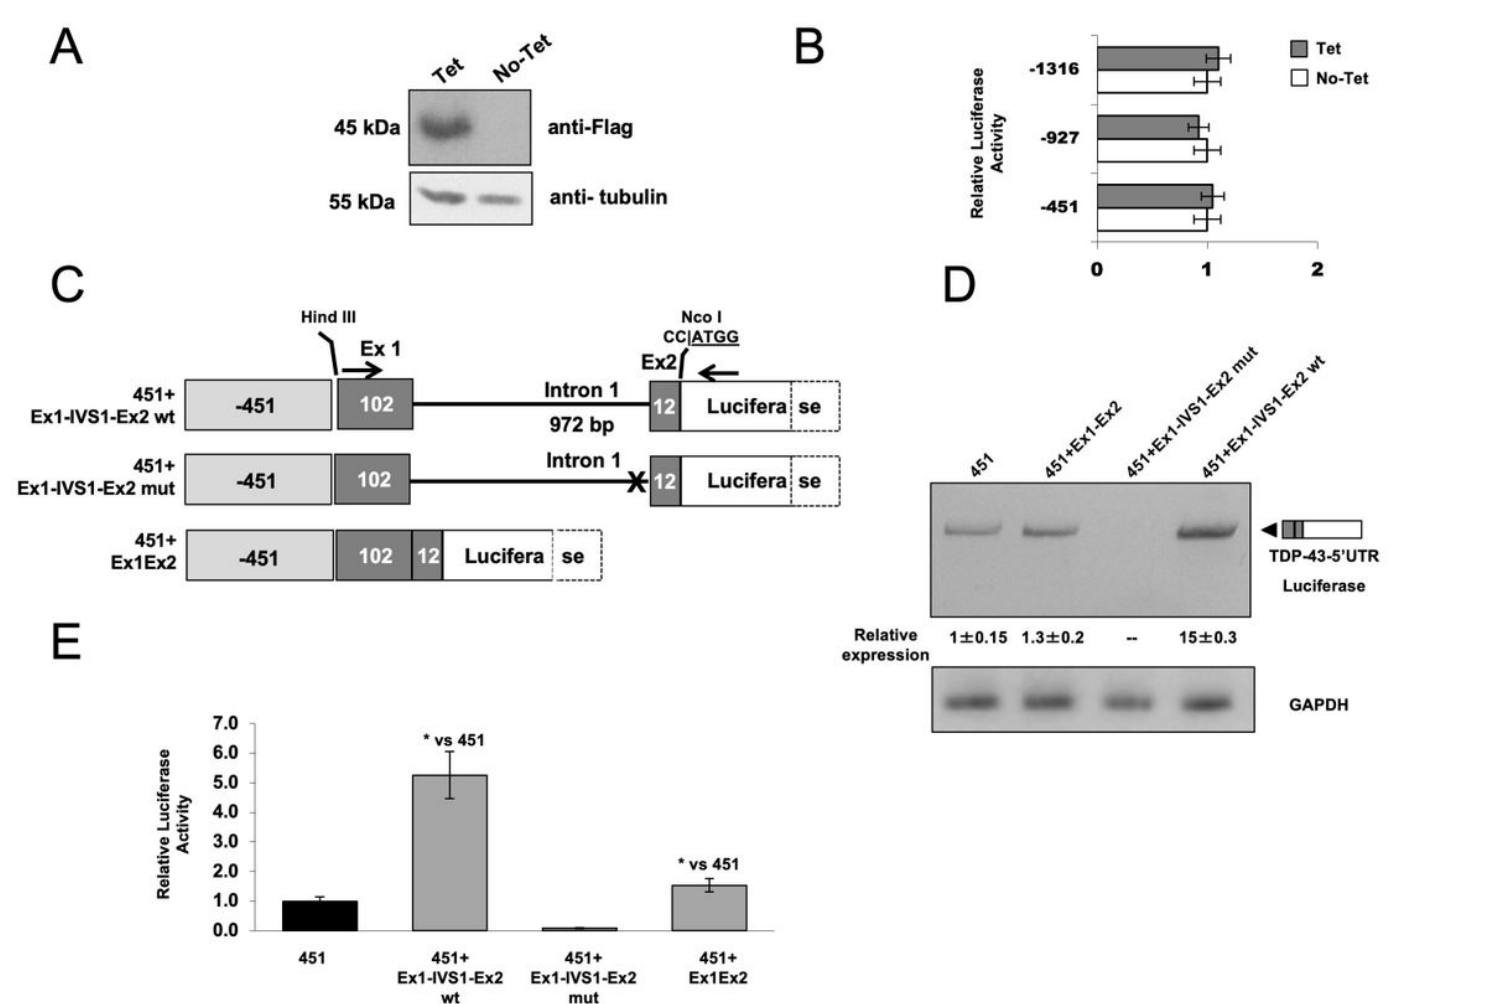 A
Tet
No-Tet
45 kDa
anti-Flag
55 kDa
anti- tubulin
B
Relative Luciferase
Activity
-1316
-927
-451
0
1
2
Tet
No-Tet
C
Hind III
Ex 1
Nco I
CC|ATGG
Ex2
451+
Ex1-IVS1-Ex2 wt
-451
102
Intron 1
972 bp
12
Lucifera
se
451+
Ex1-IVS1-Ex2 mut
-451
102
Intron 1
X
12
Lucifera
se
451+
Ex1Ex2
-451
102
12
Lucifera
se
D
451
451+Ex1-Ex2
451+Ex1-IVS1-Ex2 mut
451+Ex1-IVS1-Ex2 wt
TDP-43-5'UTR
Luciferase
Relative
expression
1±0.15
1.3±0.2
--
15±0.3
GAPDH
E
Relative Luciferase
Activity
7.0
6.0
5.0
4.0
3.0
2.0
1.0
0.0
* vs 451
* vs 451
451
451+
Ex1-IVS1-Ex2
wt
451+
Ex1-IVS1-Ex2
mut
451+
Ex1Ex2